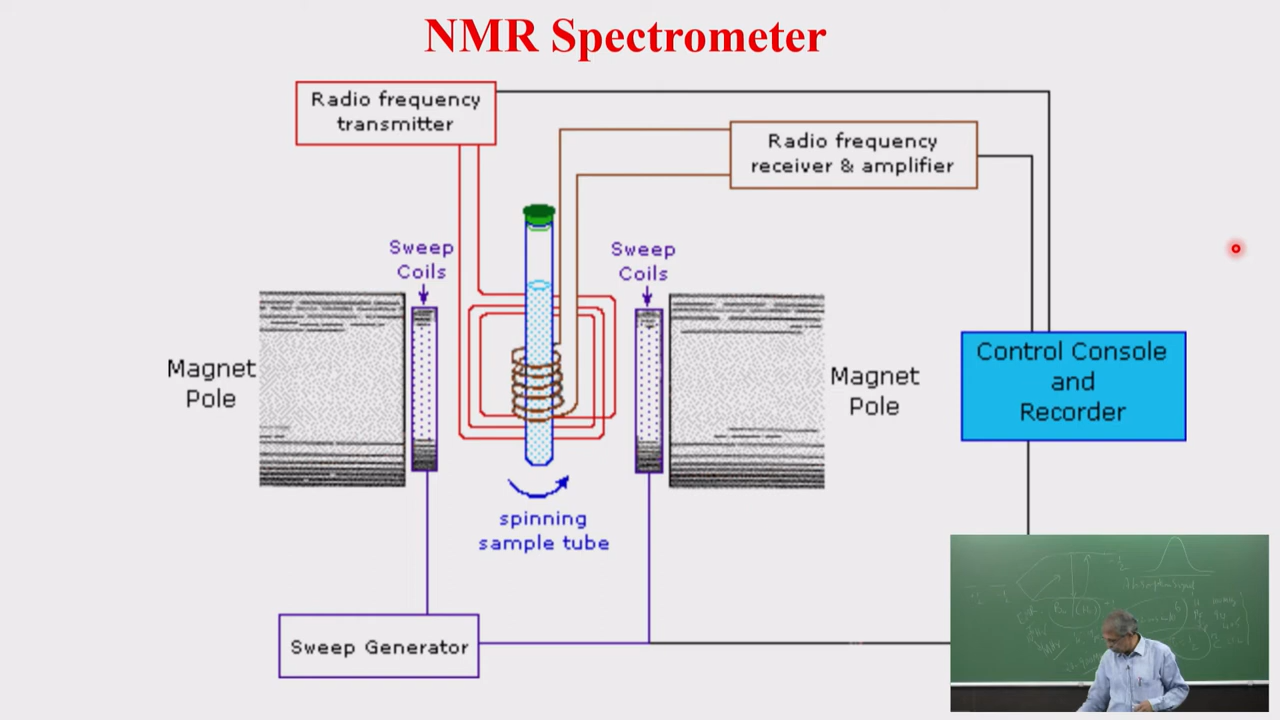 NMR Spectrometer
Radio frequency
transmitter
Radio frequency
receiver & amplifier
Sweep
Coils
Sweep
Coils
Magnet
Pole
Magnet
Pole
Control Console
and
Recorder
spinning
sample tube
Sweep Generator